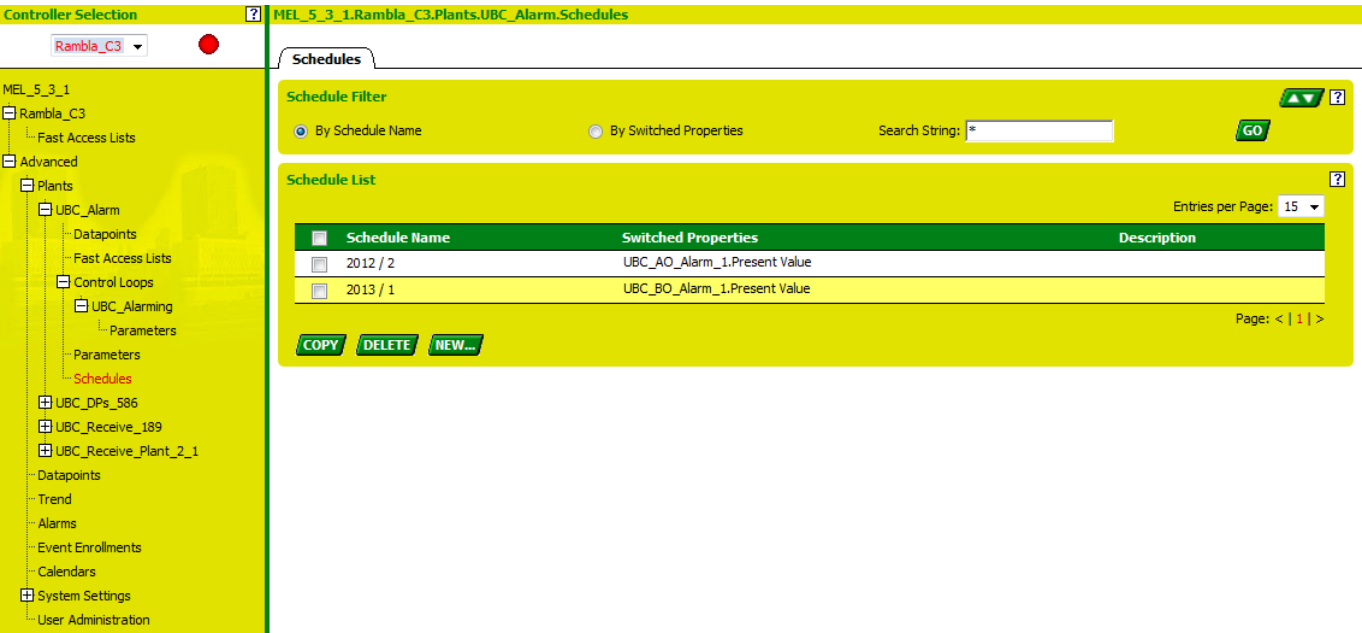 Controller Selection ?
Rambla_C3
MEL_5_3_1
Rambla_C3
Fast Access Lists
Advanced
Plants
UBC_Alarm
Datapoints
Fast Access Lists
Control Loops
UBC_Alarming
Parameters
Parameters
Schedules
UBC_DPs_586
UBC_Receive_189
UBC_Receive_Plant_2_1
Datapoints
Trend
Alarms
Event Enrollments
Calendars
System Settings
User Administration
MEL_5_3_1.Rambla_C3.Plants.UBC_Alarm.Schedules
Schedules
Schedule Filter ?
By Schedule Name By Switched Properties Search String: * GO
Schedule List ?
Entries per Page: 15
Schedule Name Switched Properties Description
2012 / 2 UBC_AO_Alarm_1.Present Value
2013 / 1 UBC_BO_Alarm_1.Present Value
Page: < | 1 | >
COPY DELETE NEW...